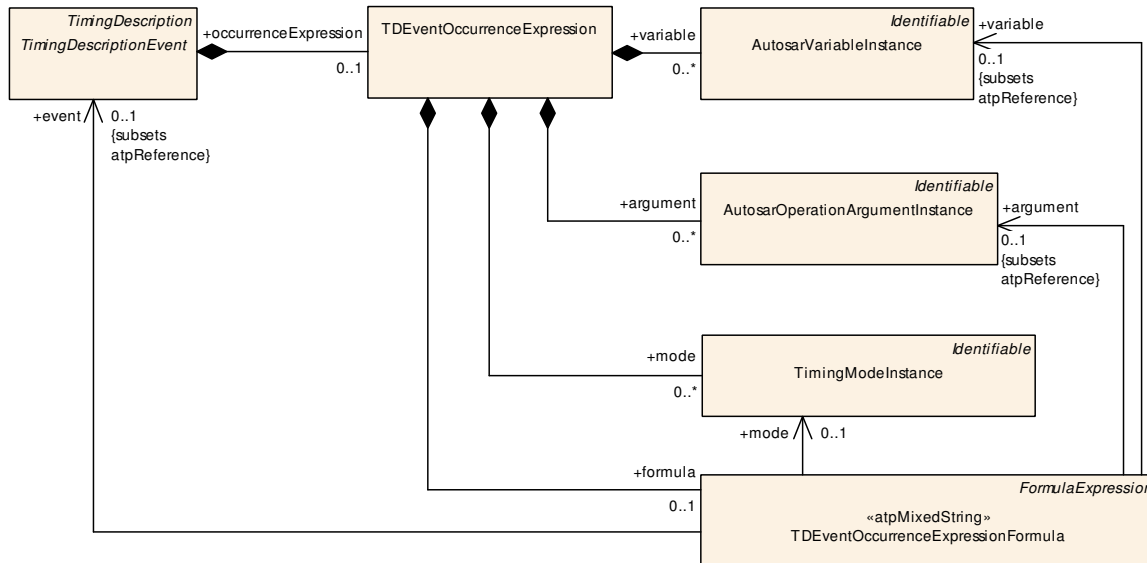 TimingDescription
TimingDescriptionEvent
+occurrenceExpression
0..1
TDEventOccurrenceExpression
+variable
0..*
Identifiable
AutosarVariableInstance
+variable
0..1
{subsets
atpReference}
+event
0..1
{subsets
atpReference}
+argument
0..*
Identifiable
AutosarOperationArgumentInstance
+argument
0..1
{subsets
atpReference}
+mode
0..*
Identifiable
TimingModeInstance
+mode
0..1
+formula
0..1
FormulaExpression
«atpMixedString»
TDEventOccurrenceExpressionFormula